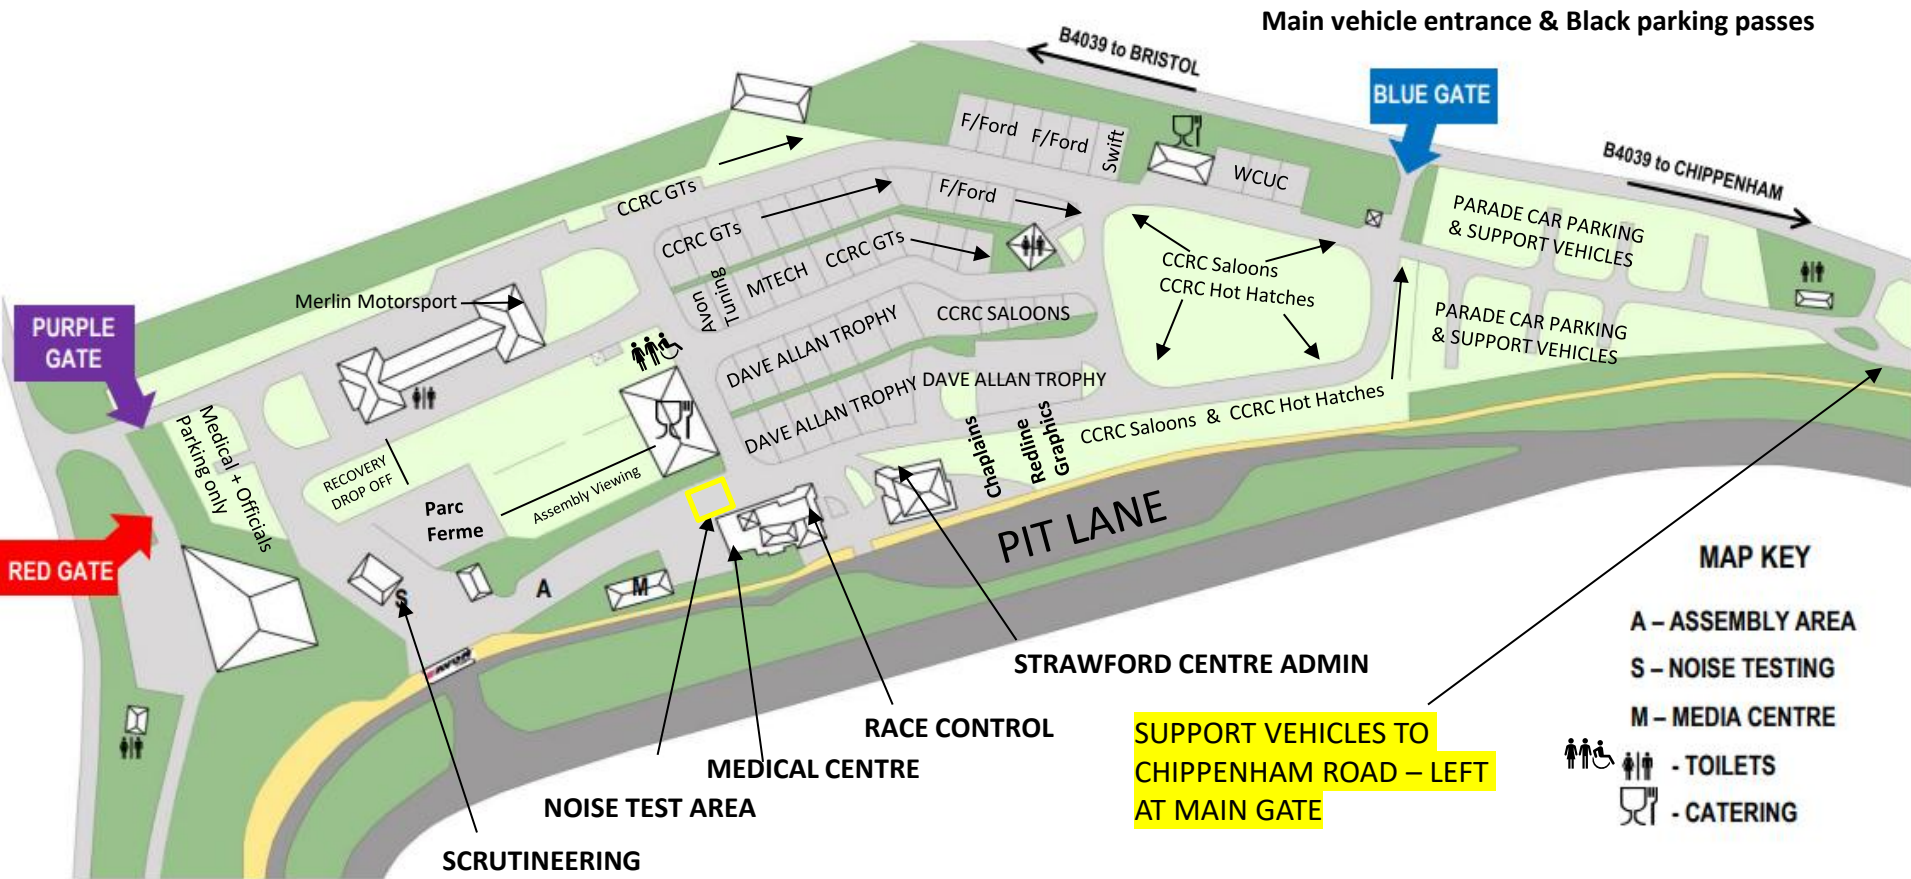 Main vehicle entrance & Black parking passes
B4039 to BRISTOL
BLUE GATE
B4039 to CHIPPENHAM
F/Ford
F/Ford
Swift
WCUC
CCRC GTs
F/Ford
CCRC GTs
MTECH
CCRC GTs
Avon
Tuning
PARADE CAR PARKING
& SUPPORT VEHICLES
CCRC Saloons
CCRC Hot Hatches
Merlin Motorsport
PURPLE
GATE
DAVE ALLAN TROPHY
CCRC SALOONS
PARADE CAR PARKING
& SUPPORT VEHICLES
DAVE ALLAN TROPHY
DAVE ALLAN TROPHY
CCRC Saloons & CCRC Hot Hatches
Medical + Officials
Parking only
RECOVERY
DROP OFF
Parc
Ferme
Assembly Viewing
Chaplains
Redline
Graphics
PIT LANE
RED GATE
S
A
M
AVON
STRAWFORD CENTRE ADMIN
RACE CONTROL
MEDICAL CENTRE
NOISE TEST AREA
SCRUTINEERING
SUPPORT VEHICLES TO
CHIPPENHAM ROAD – LEFT
AT MAIN GATE
MAP KEY
A – ASSEMBLY AREA
S – NOISE TESTING
M – MEDIA CENTRE
- TOILETS
- CATERING